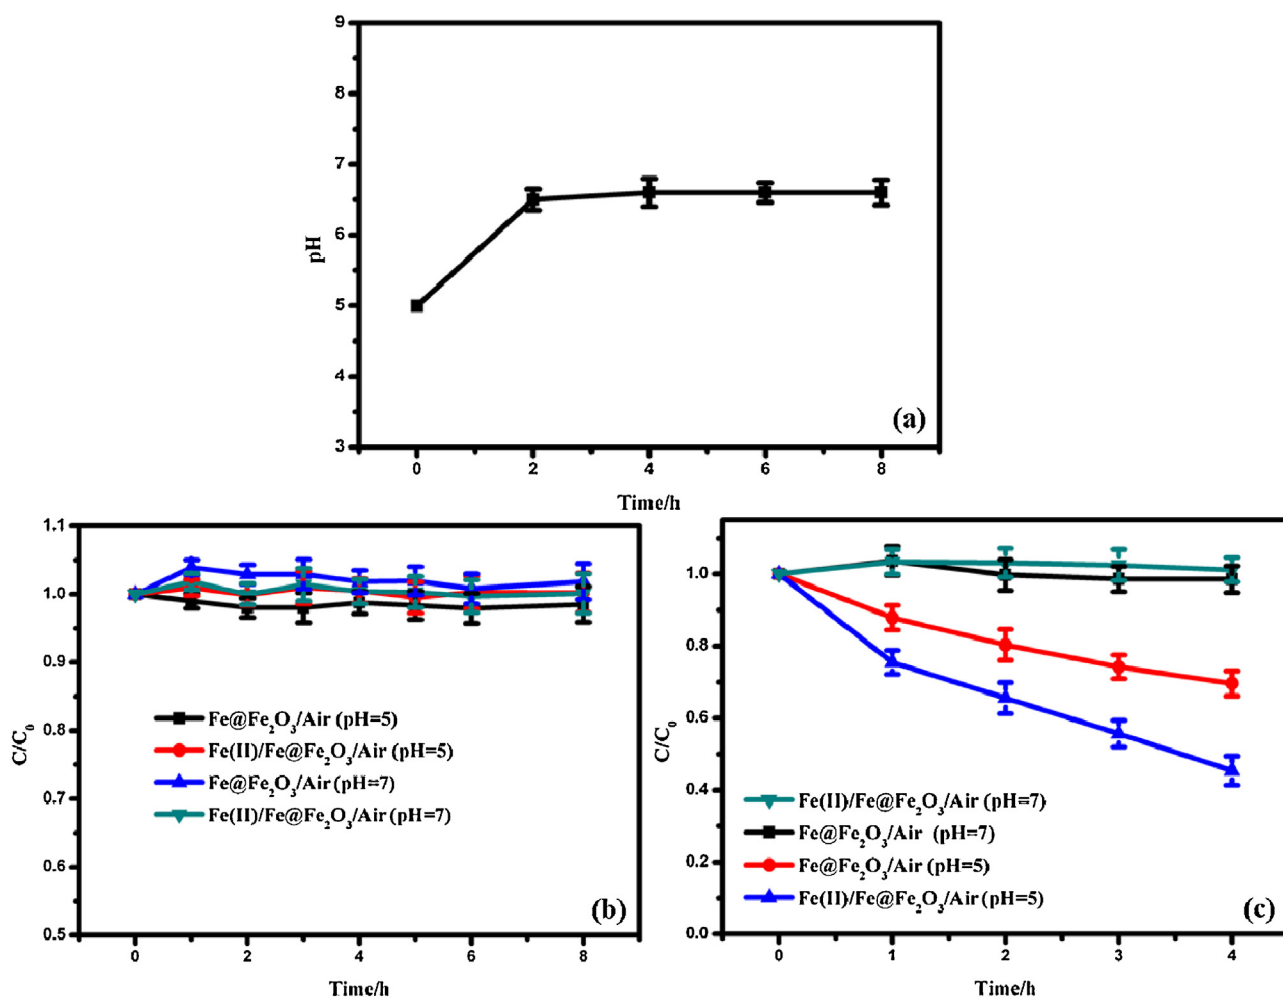 9
8
7
6
5
4
3
pH
(a)
0 2 4 6 8
Time/h
1.1
1.0
0.9
0.8
0.7
0.6
0.5
C/C0
Fe@Fe2O3/Air (pH=5)
Fe(II)/Fe@Fe2O3/Air (pH=5)
Fe@Fe2O3/Air (pH=7)
Fe(II)/Fe@Fe2O3/Air (pH=7)
(b)
0 2 4 6 8
Time/h
1.0
0.8
0.6
0.4
0.2
0.0
C/C0
Fe(II)/Fe@Fe2O3/Air (pH=7)
Fe@Fe2O3/Air (pH=7)
Fe@Fe2O3/Air (pH=5)
Fe(II)/Fe@Fe2O3/Air (pH=5)
(c)
0 1 2 3 4
Time/h